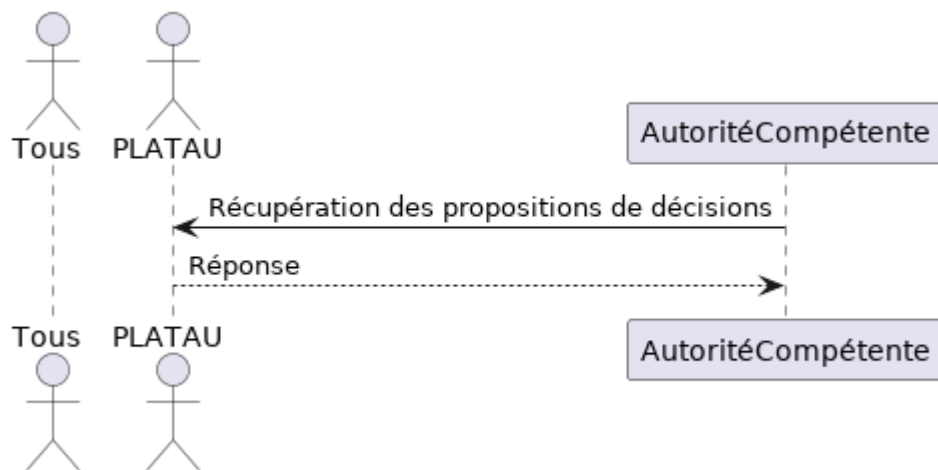 Tous PLATAU
AutoritéCompétente
Récupération des propositions de décisions
Réponse
Tous PLATAU
AutoritéCompétente